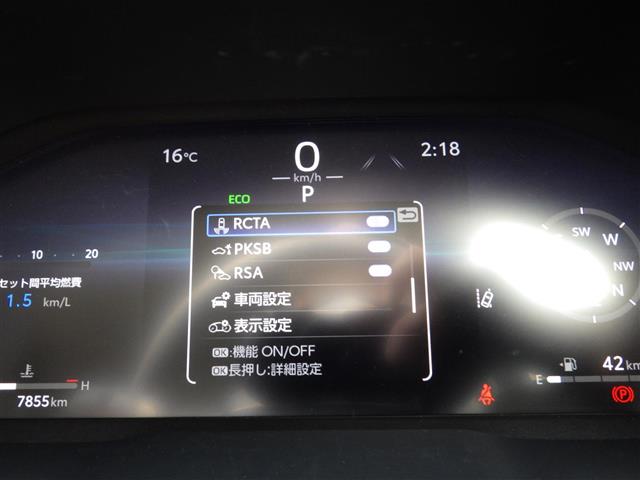 16℃
0
km/h
P
2:18
ECO
RCTA
PKSB
RSA
車両設定
表示設定
OK:機能 ON/OFF
OK長押し:詳細設定
10 20
セット間平均燃費
1.5 km/L
H
7855km
SW
W
NW
N
E
42km
(P)